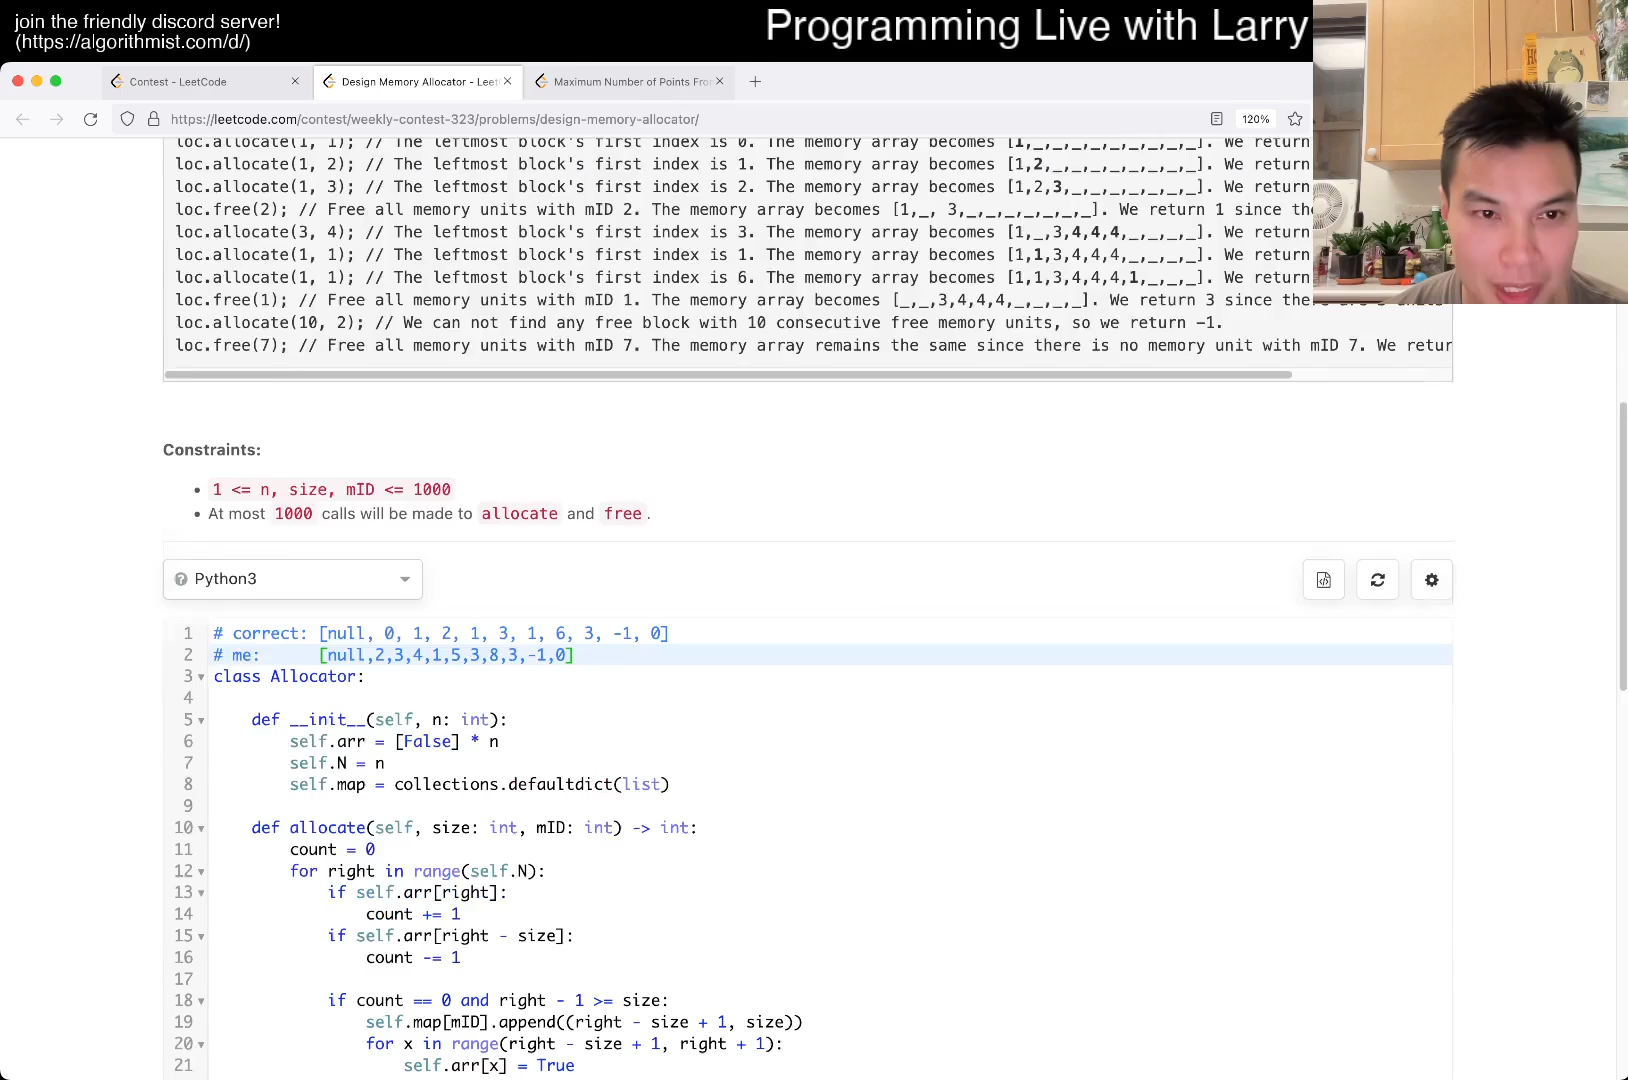 join the friendly discord server!
(https://algorithmist.com/d/)
Programming Live with Larry
Contest - LeetCode
Design Memory Allocator - Leet
Maximum Number of Points Fro
https://leetcode.com/contest/weekly-contest-323/problems/design-memory-allocator/
120%
loc.allocate(1, 1); // The leftmost block's first index is 0. The memory array becomes [1,_,_,_,_,_,_,_,_,_]. We return
loc.allocate(1, 2); // The leftmost block's first index is 1. The memory array becomes [1,2,_,_,_,_,_,_,_,_]. We return
loc.allocate(1, 3); // The leftmost block's first index is 2. The memory array becomes [1,2,3,_,_,_,_,_,_,_]. We return
loc.free(2); // Free all memory units with mID 2. The memory array becomes [1,_, 3,_,_,_,_,_,_,_]. We return 1 since the
loc.allocate(3, 4); // The leftmost block's first index is 3. The memory array becomes [1,_,3,4,4,4,_,_,_,_]. We return
loc.allocate(1, 1); // The leftmost block's first index is 1. The memory array becomes [1,1,3,4,4,4,_,_,_,_]. We return
loc.allocate(1, 1); // The leftmost block's first index is 6. The memory array becomes [1,1,3,4,4,4,1,_,_,_]. We return
loc.free(1); // Free all memory units with mID 1. The memory array becomes [_,_,3,4,4,4,_,_,_,_]. We return 3 since the
loc.allocate(10, 2); // We can not find any free block with 10 consecutive free memory units, so we return -1.
loc.free(7); // Free all memory units with mID 7. The memory array remains the same since there is no memory unit with mID 7. We retur
Constraints:
• 1 <= n, size, mID <= 1000
• At most 1000 calls will be made to allocate and free.
Python3
1 # correct: [null, 0, 1, 2, 1, 3, 1, 6, 3, -1, 0]
2 # me:      [null,2,3,4,1,5,3,8,3,-1,0]
3 class Allocator:
4
5     def __init__(self, n: int):
6         self.arr = [False] * n
7         self.N = n
8         self.map = collections.defaultdict(list)
9
10     def allocate(self, size: int, mID: int) -> int:
11         count = 0
12         for right in range(self.N):
13             if self.arr[right]:
14                 count += 1
15             if self.arr[right - size]:
16                 count -= 1
17
18             if count == 0 and right - 1 >= size:
19                 self.map[mID].append((right - size + 1, size))
20                 for x in range(right - size + 1, right + 1):
21                     self.arr[x] = True